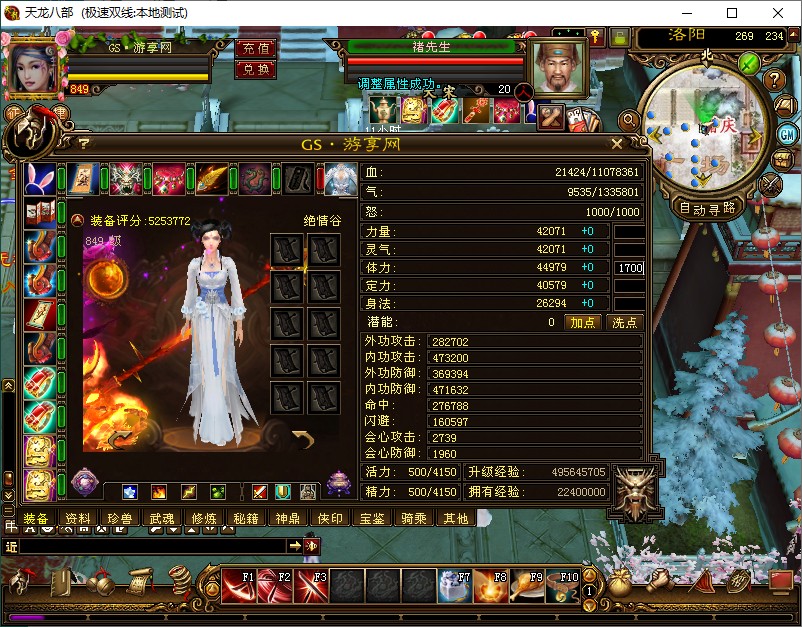 天龙八部 (极速双线:本地测试)
GS·游享网
849
充值
兑换
褚先生
调整属性成功。
20
洛阳
269 234
北
GM
自动寻路
11小时
GS·游享网
装备评分:5253772
绝情谷
849 级
血: 21424/11078361
气: 9535/1335801
怒: 1000/1000
力量: 42071 +0
灵气: 42071 +0
体力: 44979 +0 1700
定力: 40579 +0
身法: 26294 +0
潜能: 0 加点 洗点
外功攻击: 282702
内功攻击: 473200
外功防御: 369394
内功防御: 471632
命中: 276788
闪避: 160597
会心攻击: 2739
会心防御: 1960
活力: 500/4150 升级经验: 495645705
精力: 500/4150 拥有经验: 22400000
装备 资料 珍兽 武魂 修炼 秘籍 神鼎 侠印 宝鉴 骑乘 其他
近
F1 F2 F3 F7 F8 F9 F10
1